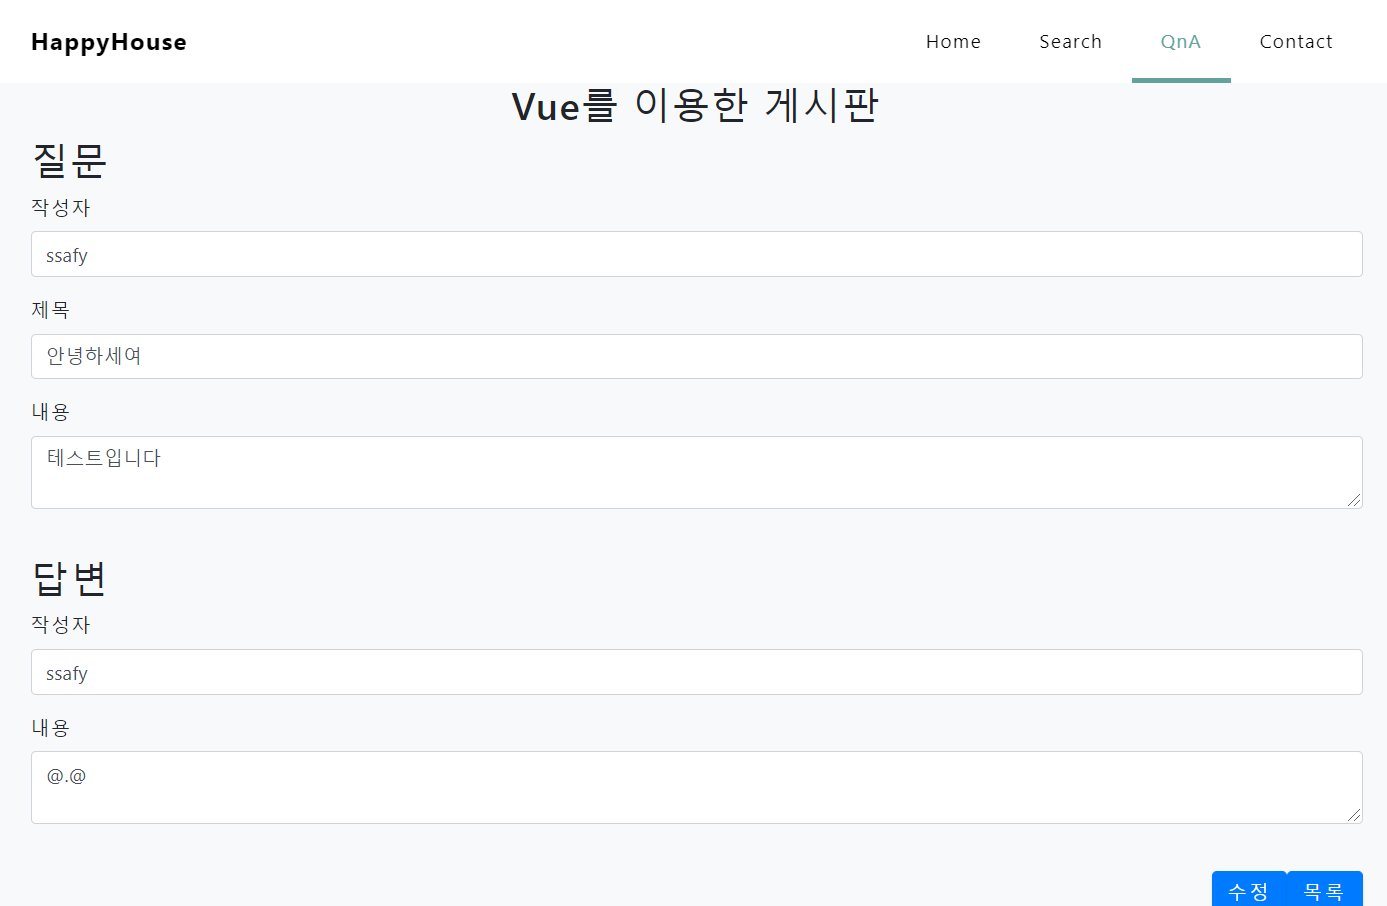 HappyHouse Home Search QnA Contact
Vue를 이용한 게시판
질문
작성자
ssafy
제목
안녕하세여
내용
테스트입니다
답변
작성자
ssafy
내용
@.@
수정 목록